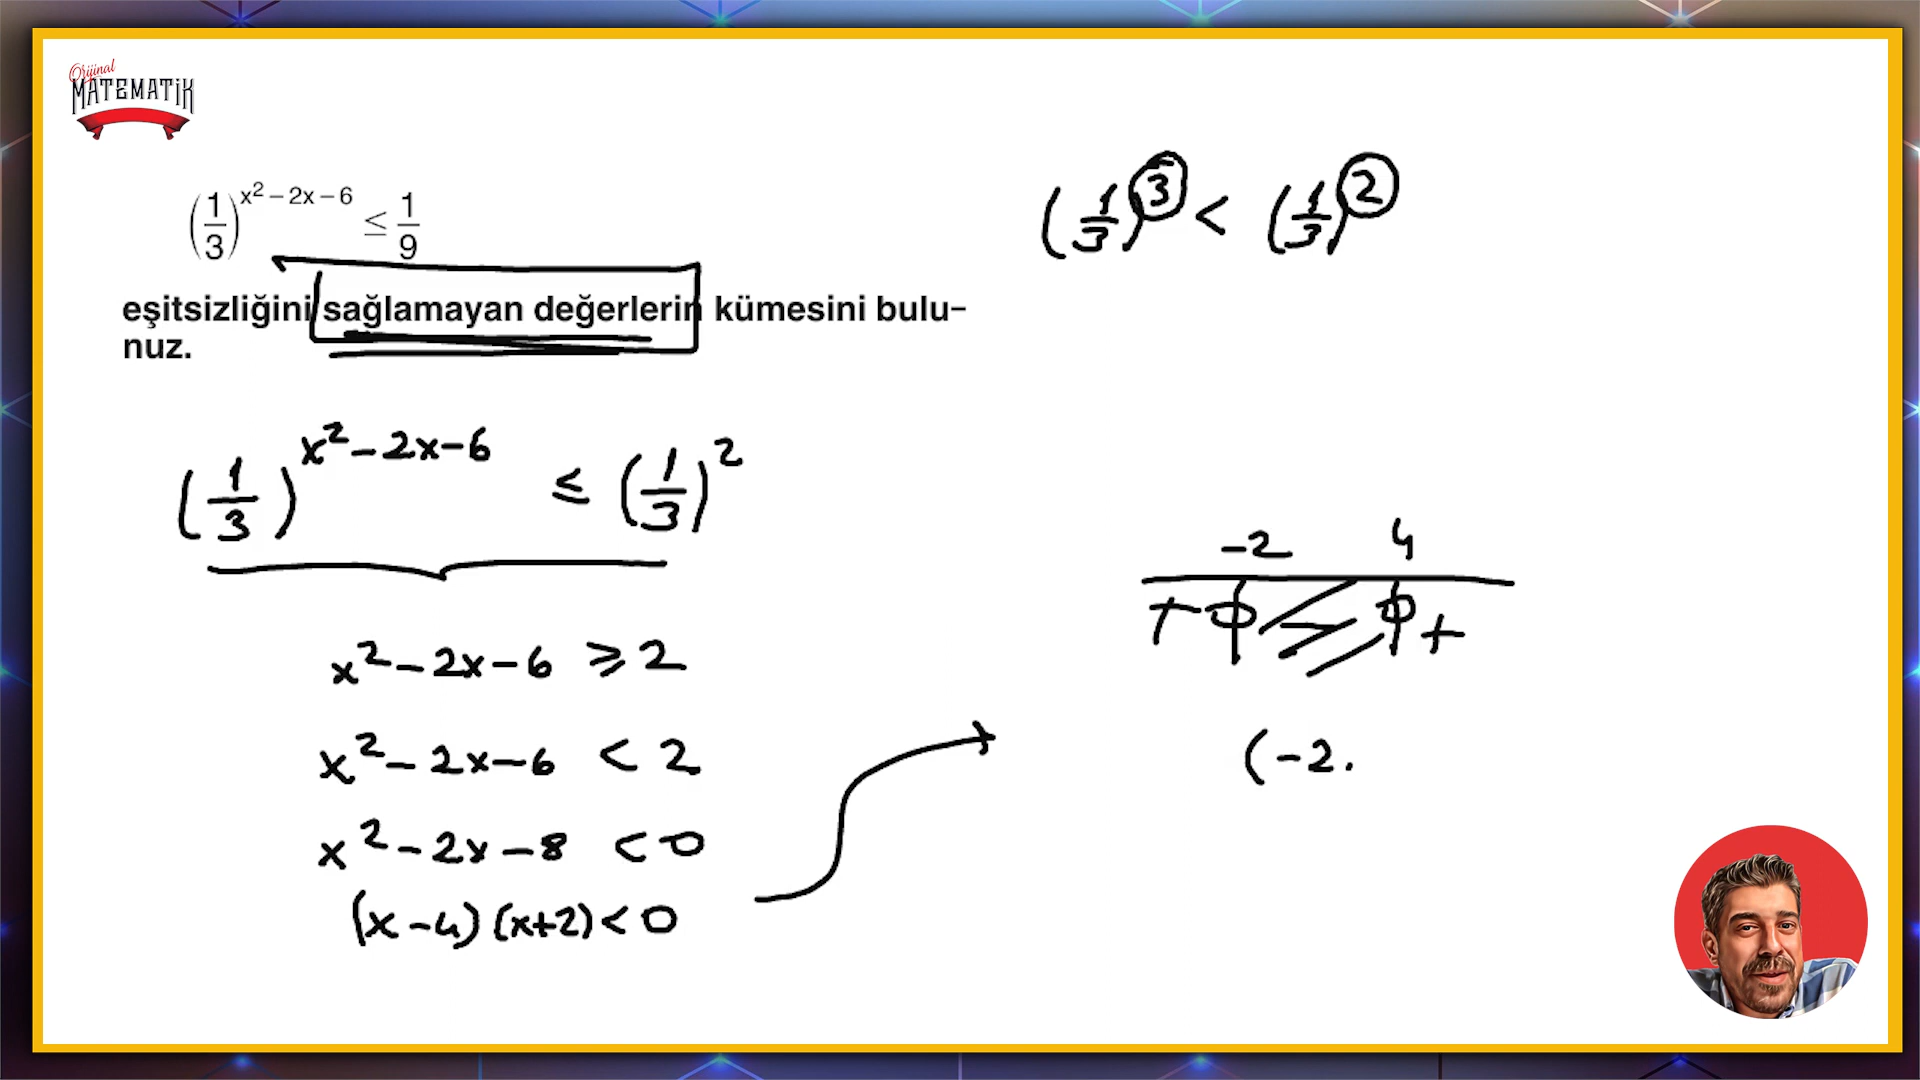 Orijinal
MATEMATİK
(1/3)^(x² – 2x – 6) ≤ 1/9
eşitsizliğini sağlamayan değerlerin kümesini bulu–
nuz.
(1/3)^(x² – 2x – 6) ≤ (1/3)^2
x² – 2x – 6 ≥ 2
x² – 2x – 6 < 2
x² – 2x – 8 < 0
(x – 4) (x + 2) < 0
(1/3)^3 < (1/3)^2
–2 4
+ – +
(–2.